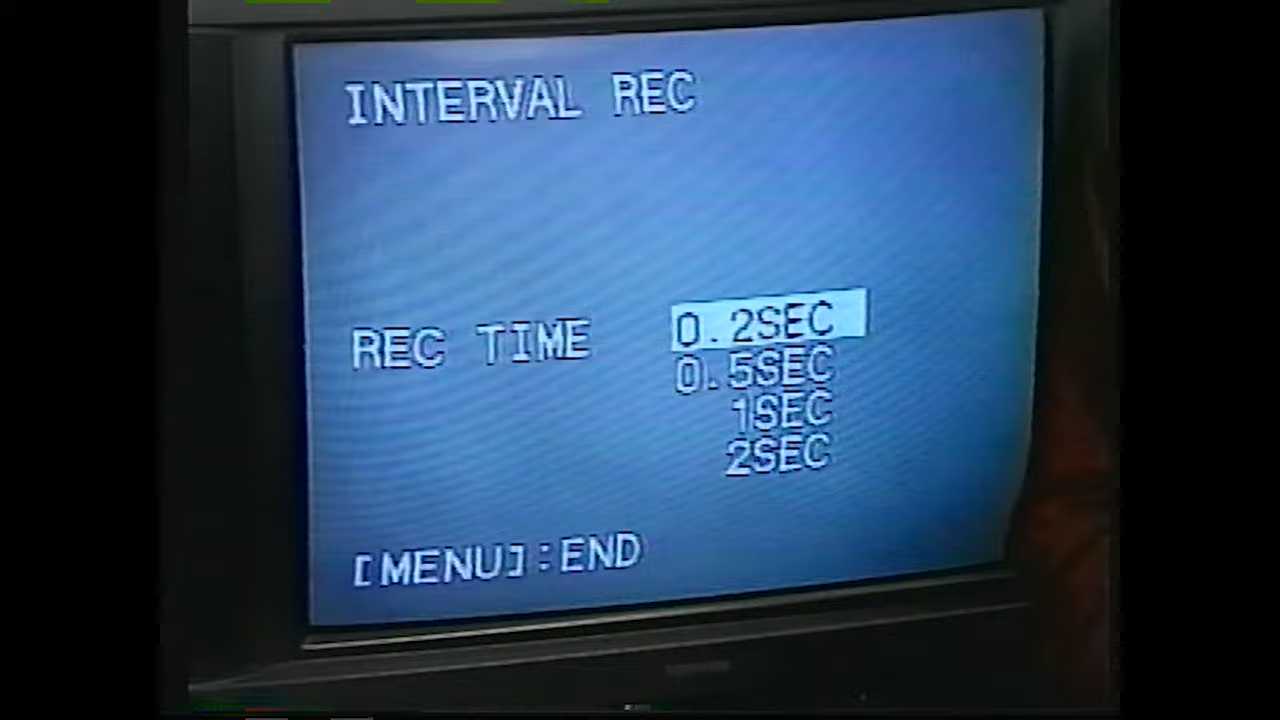 INTERVAL REC
REC TIME 0.2SEC
0.5SEC
1SEC
2SEC
[MENU]:END